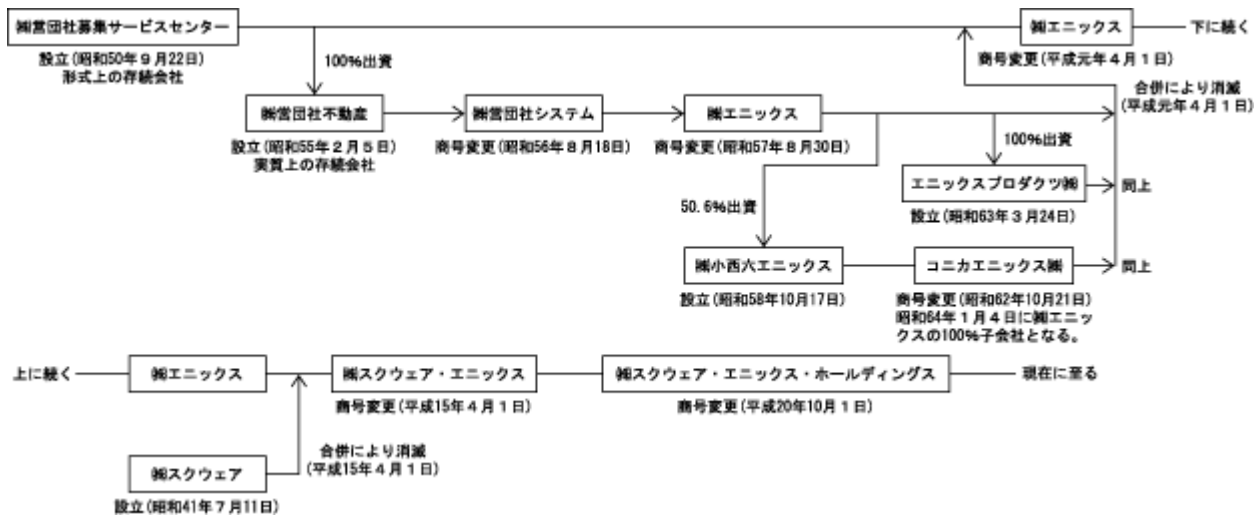 ㈱営団社募集サービスセンター
設立(昭和50年９月22日)
形式上の存続会社
100%出資
㈱エニックス
下に続く
商号変更(平成元年４月１日)
合併により消滅
(平成元年４月１日)
㈱営団社不動産
設立(昭和55年２月５日)
実質上の存続会社
㈱営団社システム
商号変更(昭和56年８月18日)
㈱エニックス
商号変更(昭和57年８月30日)
100%出資
エニックスプロダクツ㈱
同上
設立(昭和63年３月24日)
50.6%出資
㈱小西六エニックス
設立(昭和58年10月17日)
コニカエニックス㈱
同上
商号変更(昭和62年10月21日)
昭和64年１月４日に㈱エニッ
クスの100%子会社となる。
上に続く
㈱エニックス
㈱スクウェア・エニックス
商号変更(平成15年４月１日)
㈱スクウェア・エニックス・ホールディングス
商号変更(平成20年10月１日)
現在に至る
合併により消滅
(平成15年４月１日)
㈱スクウェア
設立(昭和41年７月11日)